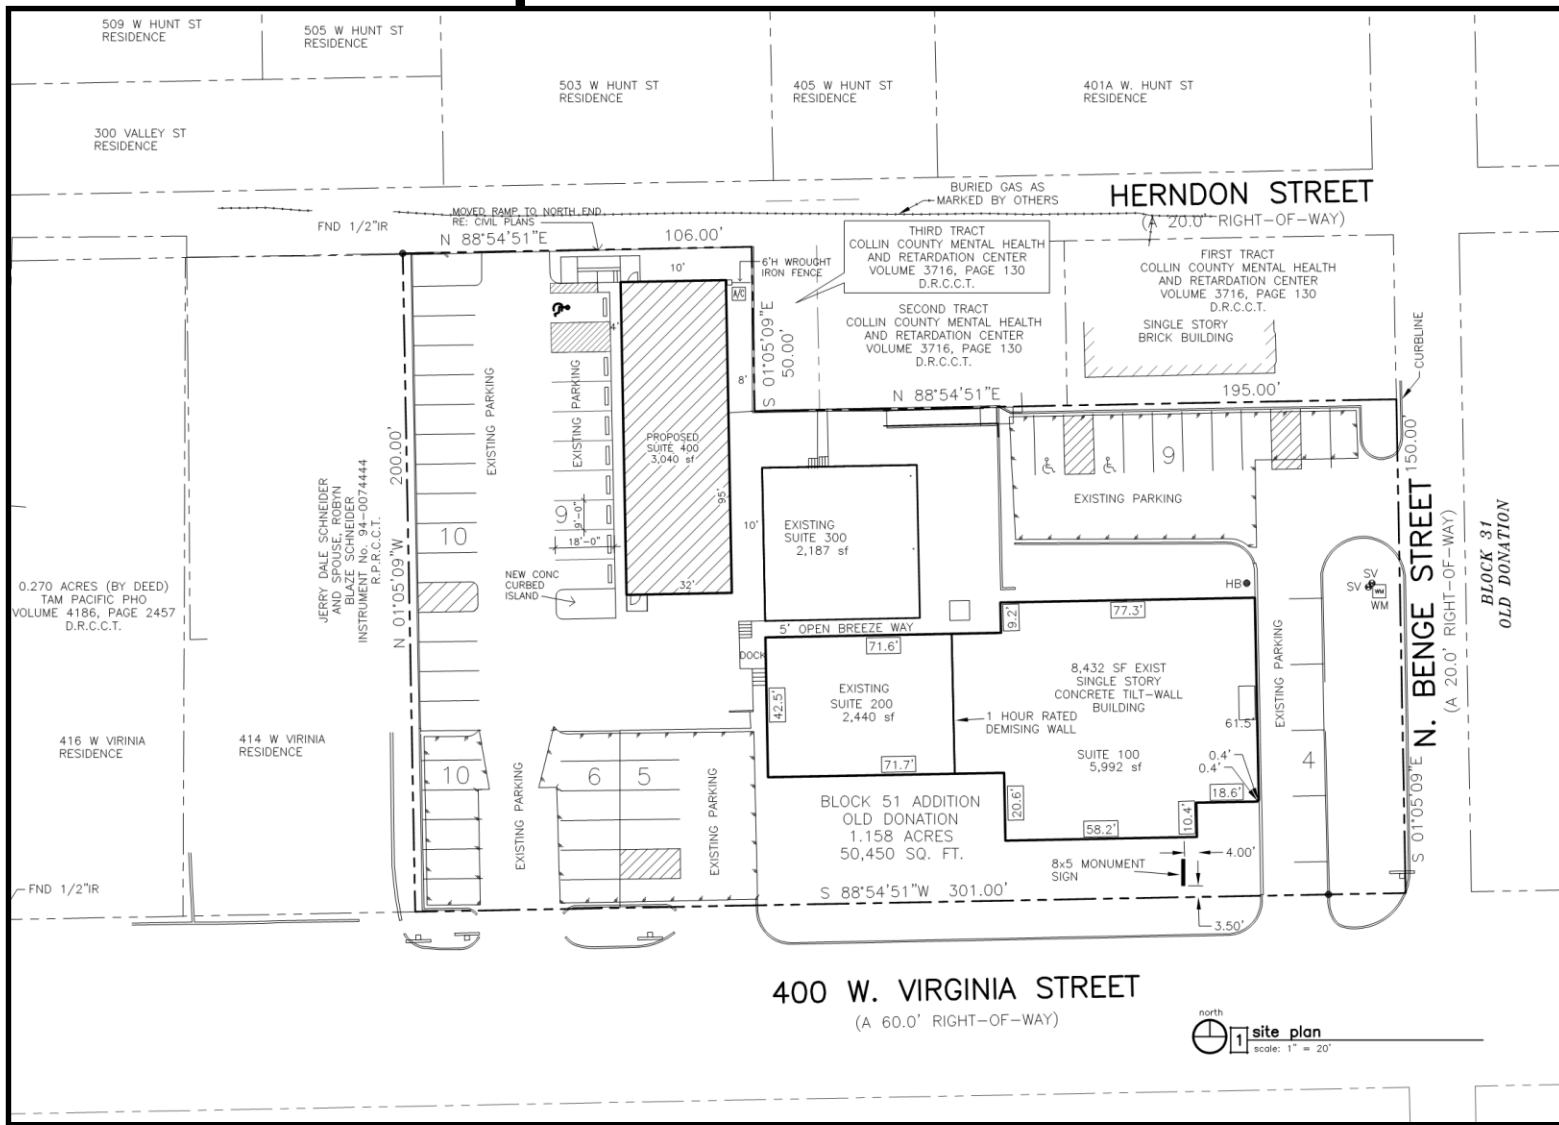 509 W HUNT ST
RESIDENCE
505 W HUNT ST
RESIDENCE
503 W HUNT ST
RESIDENCE
405 W HUNT ST
RESIDENCE
401A W. HUNT ST
RESIDENCE
300 VALLEY ST
RESIDENCE
BURIED GAS AS
MARKED BY OTHERS
HERNDON STREET
(A 20.0' RIGHT-OF-WAY)
FND 1/2"IR
MOVED RAMP TO NORTH END
RE: CIVIL PLANS
N 88°54'51"E
106.00'
THIRD TRACT
COLLIN COUNTY MENTAL HEALTH
AND RETARDATION CENTER
VOLUME 3716, PAGE 130
D.R.C.C.T.
FIRST TRACT
COLLIN COUNTY MENTAL HEALTH
AND RETARDATION CENTER
VOLUME 3716, PAGE 130
D.R.C.C.T.
SINGLE STORY
BRICK BUILDING
SECOND TRACT
COLLIN COUNTY MENTAL HEALTH
AND RETARDATION CENTER
VOLUME 3716, PAGE 130
D.R.C.C.T.
10'
6'H WROUGHT
IRON FENCE
A/C
4'
8'
S 01°05'09"E
50.00'
CURBLINE
N 88°54'51"E
195.00'
EXISTING PARKING
EXISTING PARKING
PROPOSED
SUITE 400
3,040 sf
95'
32'
200.00'
N 01°05'09"W
JERRY DALE SCHNEIDER
AND SPOUSE, ROBYN
BLAZE SCHNEIDER
INSTRUMENT No. 94-0074444
R.P.R.C.C.T.
10
9
9'-0"
18'-0"
NEW CONC
CURBED
ISLAND
10'
EXISTING
SUITE 300
2,187 sf
9
EXISTING PARKING
150.00'
N. BENGE STREET
(A 20.0' RIGHT-OF-WAY)
S 01°05'09"E
BLOCK 31
OLD DONATION
HB
SV
SV
WM
WM
0.270 ACRES (BY DEED)
TAM PACIFIC PHO
VOLUME 4186, PAGE 2457
D.R.C.C.T.
5' OPEN BREEZE WAY
71.6'
9.2'
77.3'
DOCK
42.5'
EXISTING
SUITE 200
2,440 sf
71.7'
8,432 SF EXIST
SINGLE STORY
CONCRETE TILT-WALL
BUILDING
1 HOUR RATED
DEMISING WALL
SUITE 100
5,992 sf
61.5'
0.4'
0.4'
18.6'
EXISTING PARKING
4
416 W VIRINIA
RESIDENCE
414 W VIRINIA
RESIDENCE
10
EXISTING PARKING
6
5
EXISTING PARKING
BLOCK 51 ADDITION
OLD DONATION
1.158 ACRES
50,450 SQ. FT.
20.6'
58.2'
10.4'
8x5 MONUMENT
SIGN
4.00'
3.50'
FND 1/2"IR
S 88°54'51"W 301.00'
400 W. VIRGINIA STREET
(A 60.0' RIGHT-OF-WAY)
north
1
site plan
scale: 1" = 20'